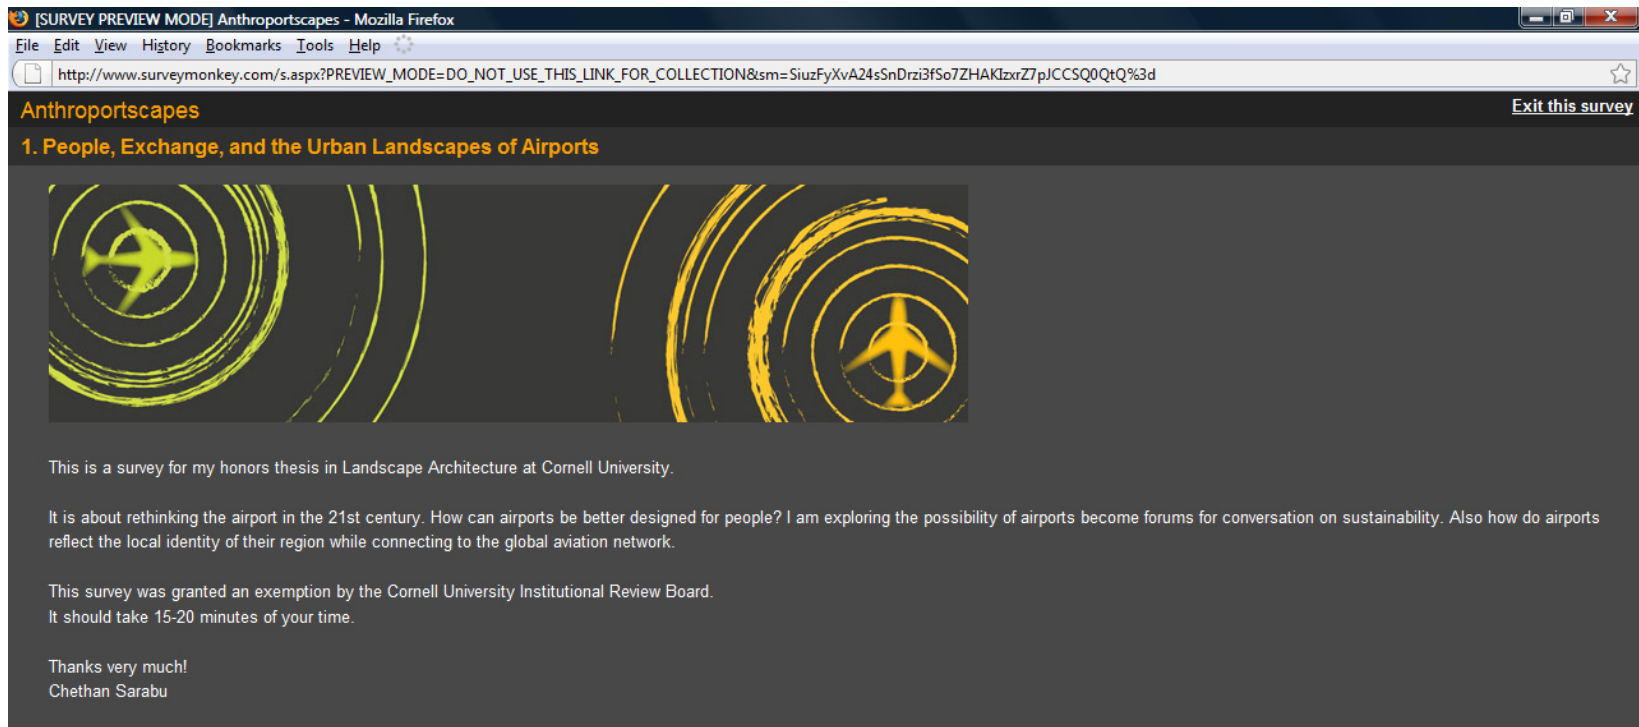 [SURVEY PREVIEW MODE] Anthroportscapes - Mozilla Firefox
File Edit View History Bookmarks Tools Help
http://www.surveymonkey.com/s.aspx?PREVIEW_MODE=DO_NOT_USE_THIS_LINK_FOR_COLLECTION&sm=SiuzFyXvA24sSnDrzi3fSo7ZHAKIzxrZ7pJCCSQ0QtQ%3d
Anthroportscapes Exit this survey
1. People, Exchange, and the Urban Landscapes of Airports
This is a survey for my honors thesis in Landscape Architecture at Cornell University.
It is about rethinking the airport in the 21st century. How can airports be better designed for people? I am exploring the possibility of airports become forums for conversation on sustainability. Also how do airports
reflect the local identity of their region while connecting to the global aviation network.
This survey was granted an exemption by the Cornell University Institutional Review Board.
It should take 15-20 minutes of your time.
Thanks very much!
Chethan Sarabu